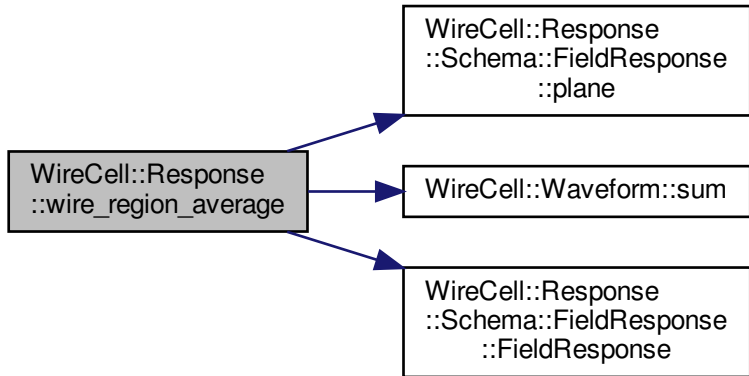 WireCell::Response
::wire_region_average
WireCell::Response
::Schema::FieldResponse
::plane
WireCell::Waveform::sum
WireCell::Response
::Schema::FieldResponse
::FieldResponse